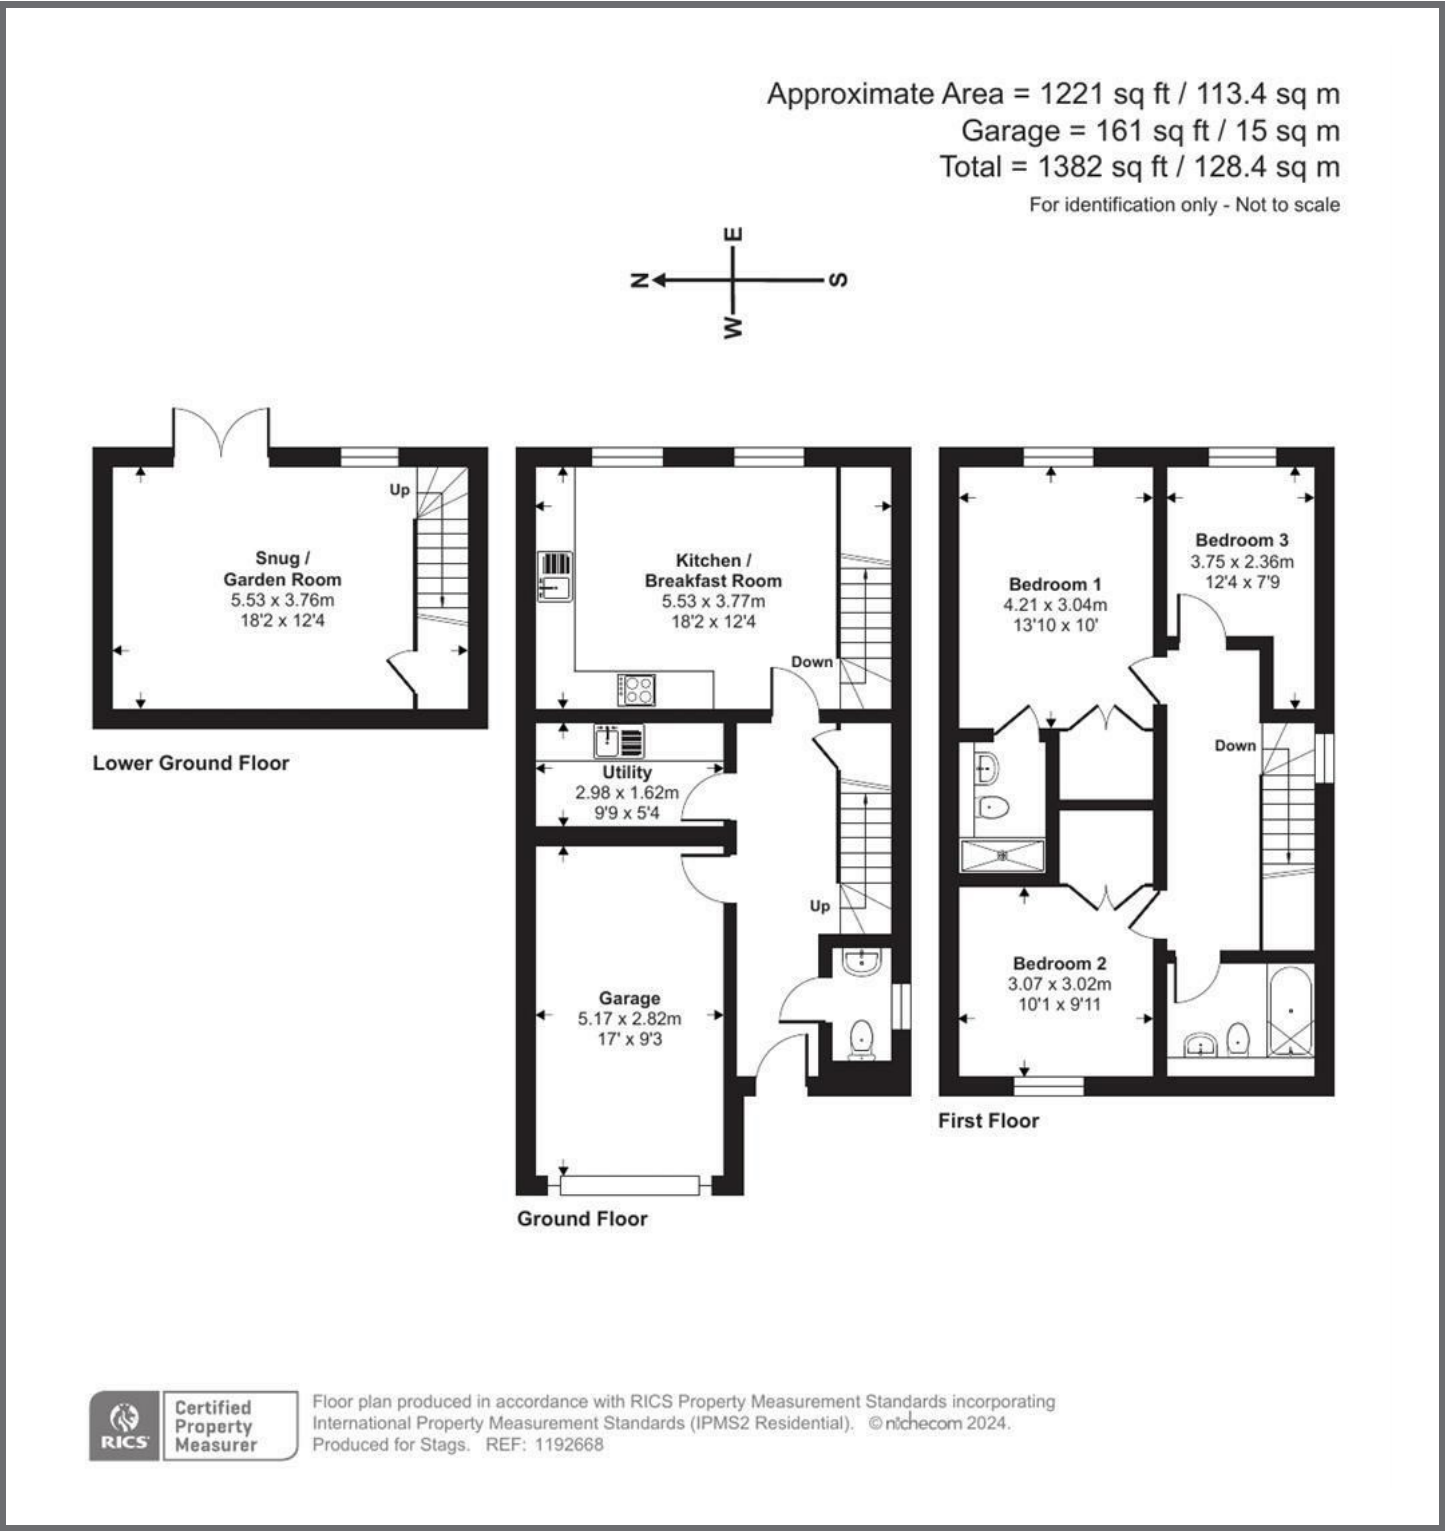 Approximate Area = 1221 sq ft / 113.4 sq m
Garage = 161 sq ft / 15 sq m
Total = 1382 sq ft / 128.4 sq m
For identification only - Not to scale
E
N
S
W
Up
Snug /
Garden Room
5.53 x 3.76m
18'2 x 12'4
Lower Ground Floor
Kitchen /
Breakfast Room
5.53 x 3.77m
18'2 x 12'4
Down
Utility
2.98 x 1.62m
9'9 x 5'4
Up
Garage
5.17 x 2.82m
17' x 9'3
Ground Floor
Bedroom 1
4.21 x 3.04m
13'10 x 10'
Bedroom 3
3.75 x 2.36m
12'4 x 7'9
Down
Bedroom 2
3.07 x 3.02m
10'1 x 9'11
First Floor
RICS
Certified
Property
Measurer
Floor plan produced in accordance with RICS Property Measurement Standards incorporating
International Property Measurement Standards (IPMS2 Residential). © nichecom 2024.
Produced for Stags. REF: 1192668